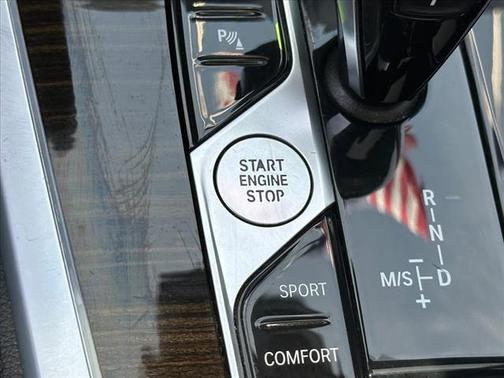 P
START
ENGINE
STOP
SPORT
COMFORT
R
N
D
M/S
–
+